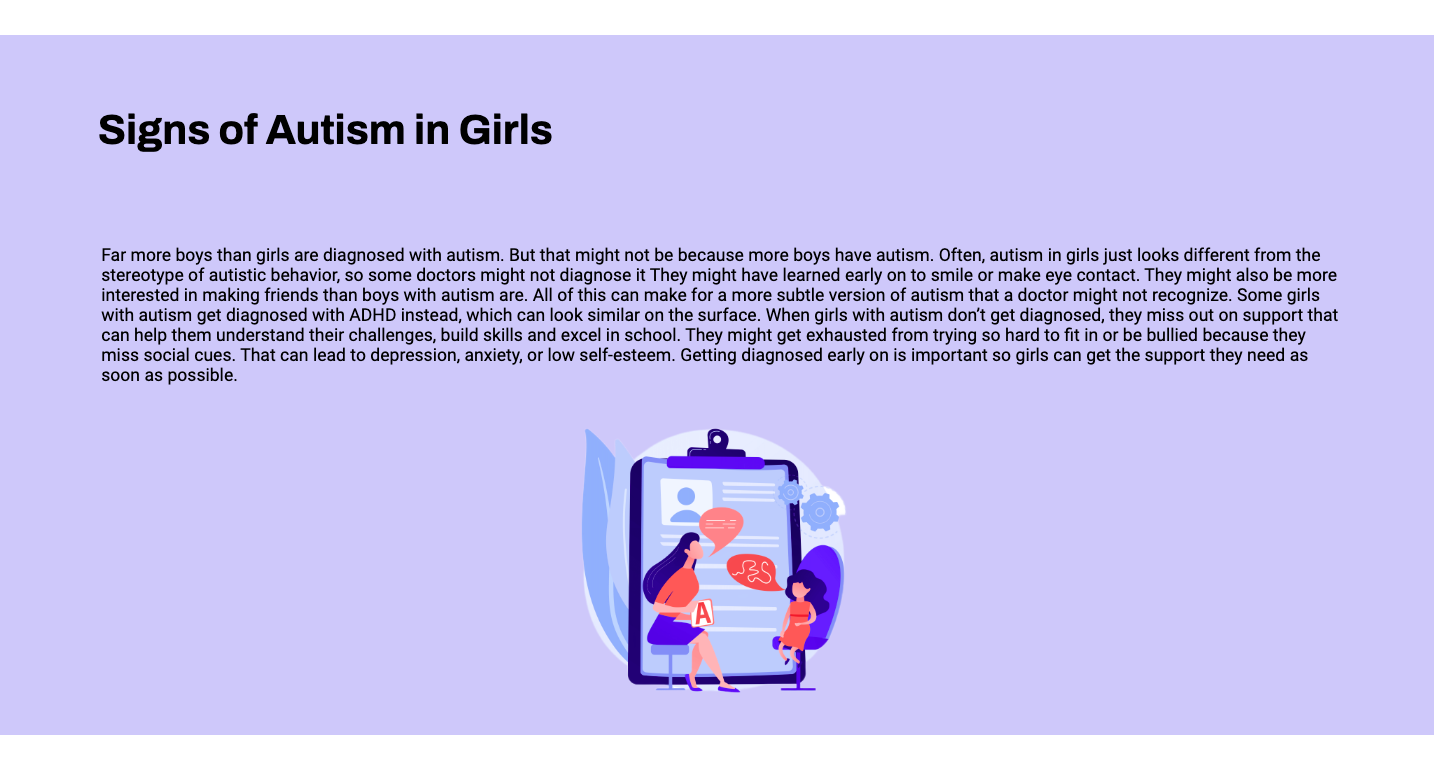 Signs of Autism in Girls
Far more boys than girls are diagnosed with autism. But that might not be because more boys have autism. Often, autism in girls just looks different from the
stereotype of autistic behavior, so some doctors might not diagnose it They might have learned early on to smile or make eye contact. They might also be more
interested in making friends than boys with autism are. All of this can make for a more subtle version of autism that a doctor might not recognize. Some girls
with autism get diagnosed with ADHD instead, which can look similar on the surface. When girls with autism don’t get diagnosed, they miss out on support that
can help them understand their challenges, build skills and excel in school. They might get exhausted from trying so hard to fit in or be bullied because they
miss social cues. That can lead to depression, anxiety, or low self-esteem. Getting diagnosed early on is important so girls can get the support they need as
soon as possible.
A